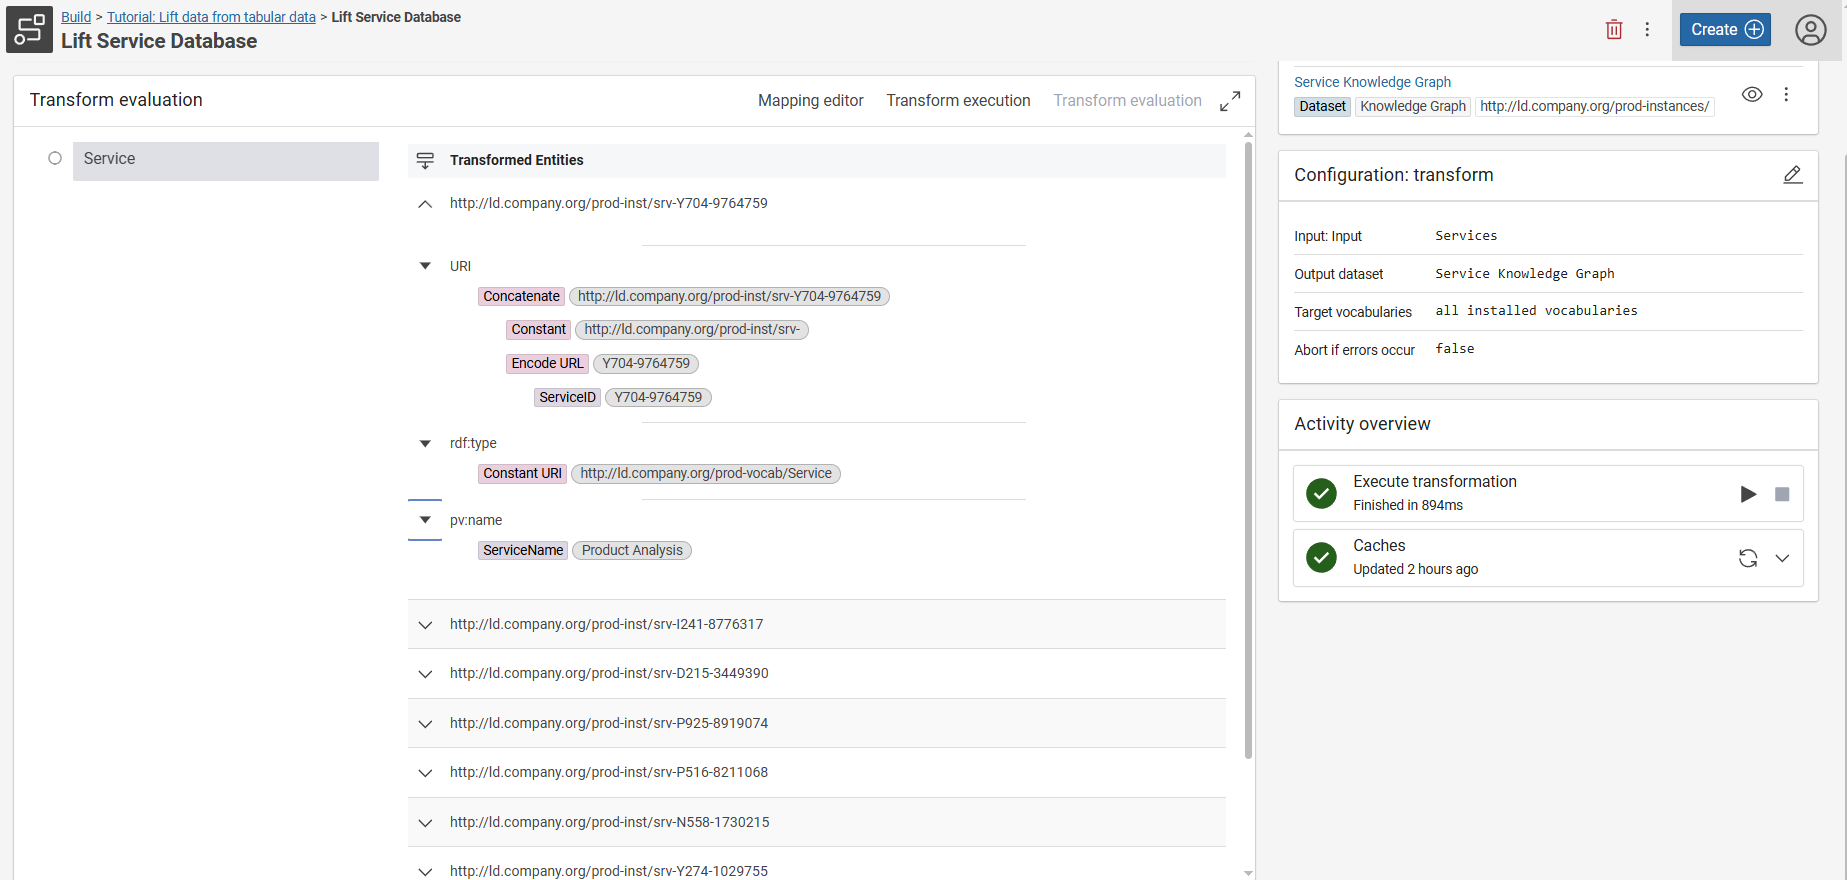 Build > Tutorial: Lift data from tabular data > Lift Service Database
Lift Service Database
Create
Transform evaluation
Mapping editor Transform execution Transform evaluation
Service
Transformed Entities
http://ld.company.org/prod-inst/srv-Y704-9764759
URI
Concatenate http://ld.company.org/prod-inst/srv-Y704-9764759
Constant http://ld.company.org/prod-inst/srv-
Encode URL Y704-9764759
ServiceID Y704-9764759
rdf:type
Constant URI http://ld.company.org/prod-vocab/Service
pv:name
ServiceName Product Analysis
http://ld.company.org/prod-inst/srv-I241-8776317
http://ld.company.org/prod-inst/srv-D215-3449390
http://ld.company.org/prod-inst/srv-P925-8919074
http://ld.company.org/prod-inst/srv-P516-8211068
http://ld.company.org/prod-inst/srv-N558-1730215
http://ld.company.org/prod-inst/srv-Y274-1029755
Service Knowledge Graph
Dataset Knowledge Graph http://ld.company.org/prod-instances/
Configuration: transform
Input: Input Services
Output dataset Service Knowledge Graph
Target vocabularies all installed vocabularies
Abort if errors occur false
Activity overview
Execute transformation
Finished in 894ms
Caches
Updated 2 hours ago